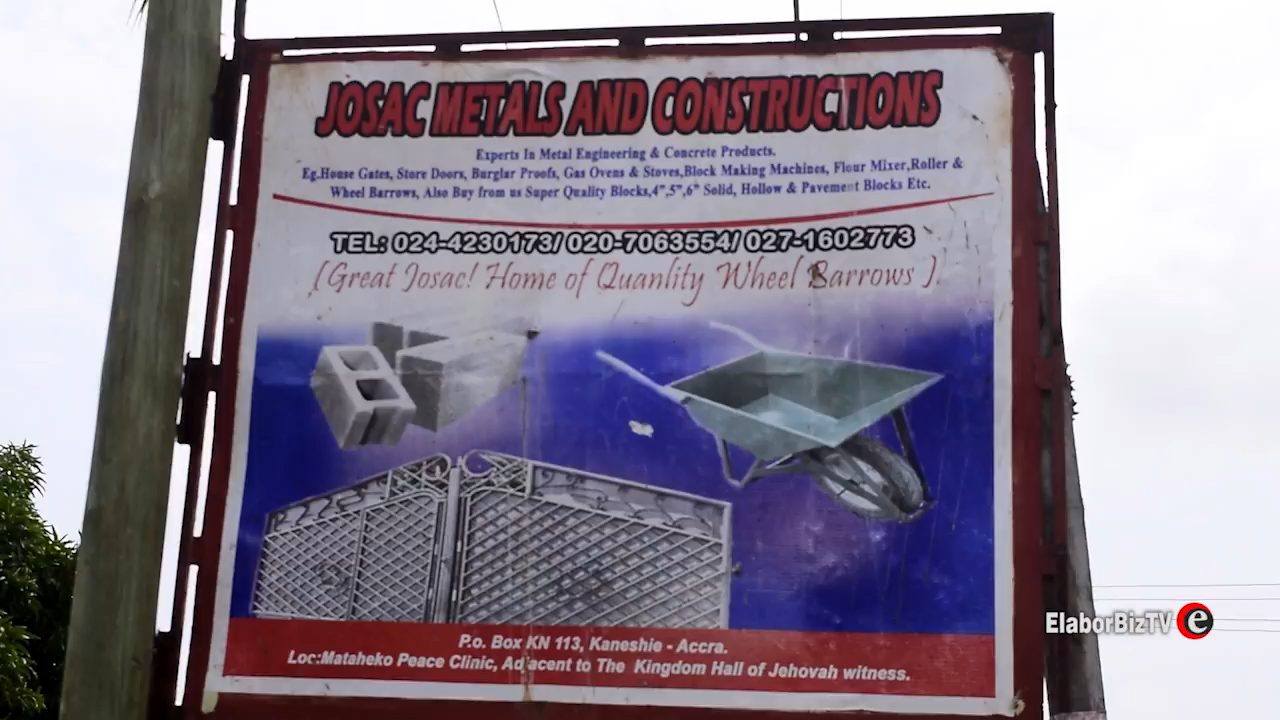 JOSAC METALS AND CONSTRUCTIONS
Experts In Metal Engineering & Concrete Products.
Eg.House Gates, Store Doors, Burglar Proofs, Gas Ovens & Stoves,Block Making Machines, Flour Mixer,Roller &
Wheel Barrows, Also Buy from us Super Quality Blocks,4",5",6" Solid, Hollow & Pavement Blocks Etc.
TEL: 024-4230173/ 020-7063554/ 027-1602773
[Great Josac! Home of Quanlity Wheel Barrows ].
P.o. Box KN 113, Kaneshie - Accra.
Loc:Mataheko Peace Clinic, Adjacent to The Kingdom Hall of Jehovah witness.
ElaborBizTV e